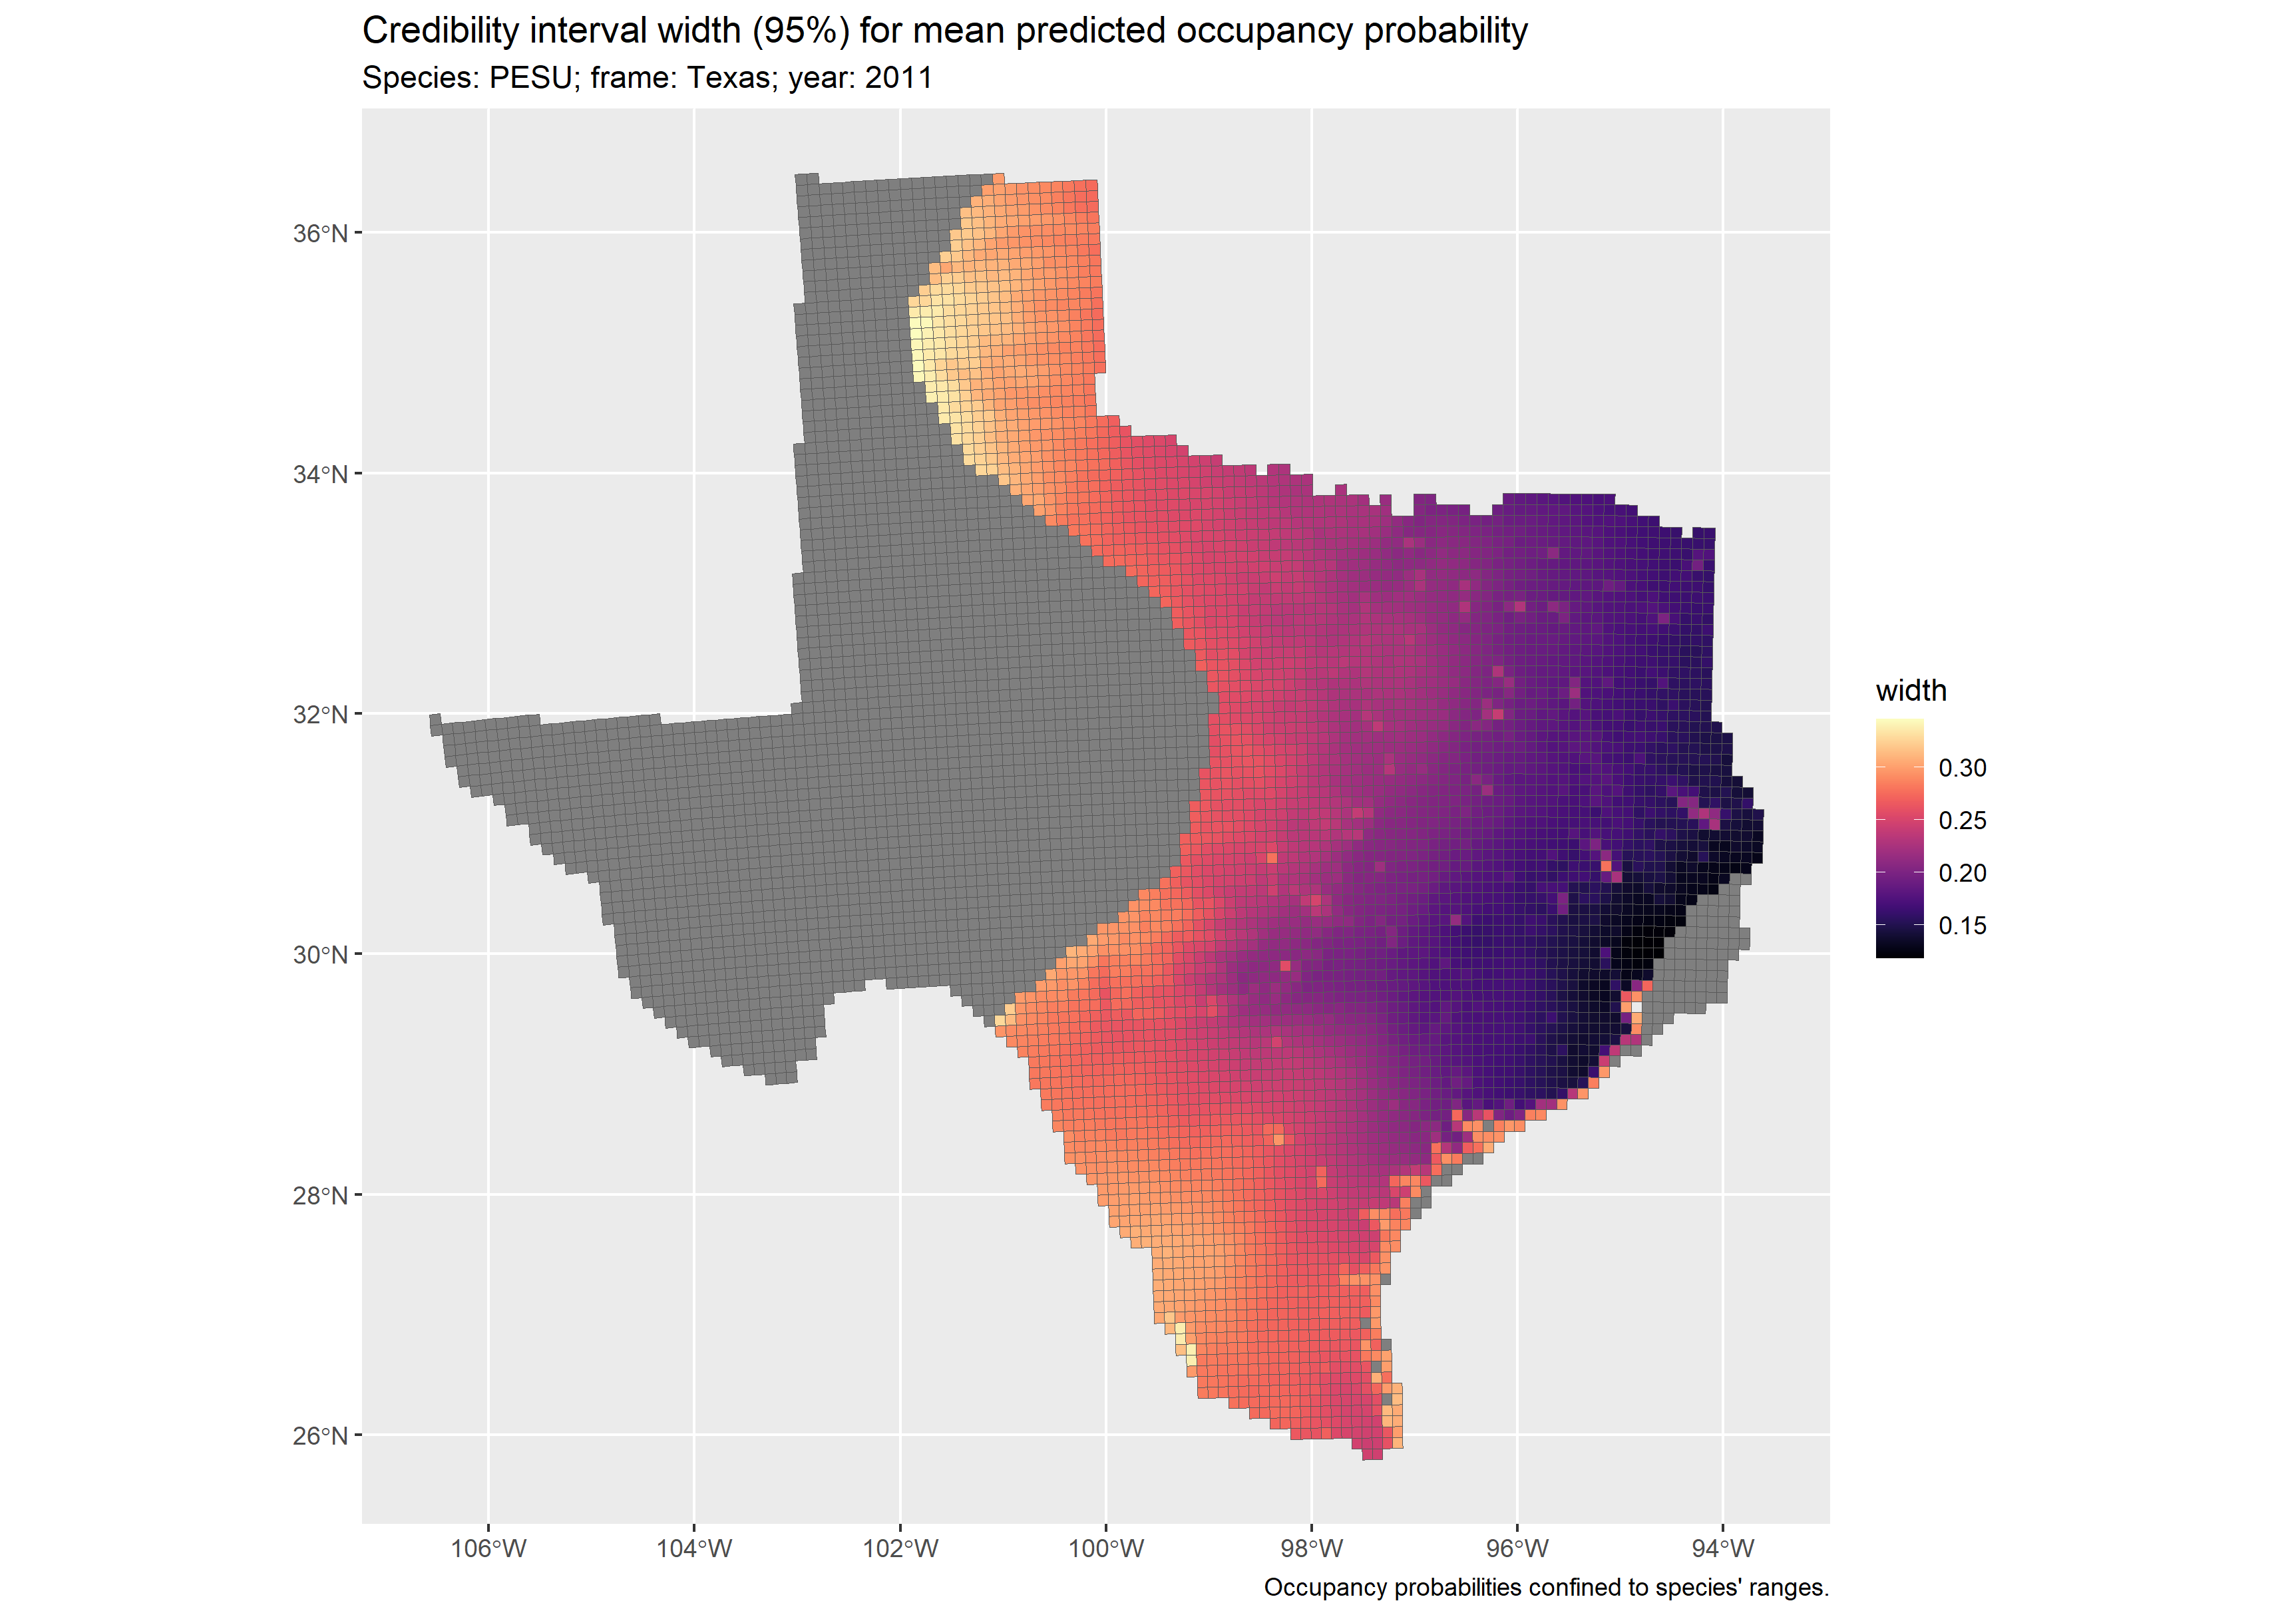 Credibility interval width (95%) for mean predicted occupancy probability
Species: PESU; frame: Texas; year: 2011
36°N
34°N
32°N
30°N
28°N
26°N
106°W
104°W
102°W
100°W
98°W
96°W
94°W
width
0.30
0.25
0.20
0.15
Occupancy probabilities confined to species' ranges.